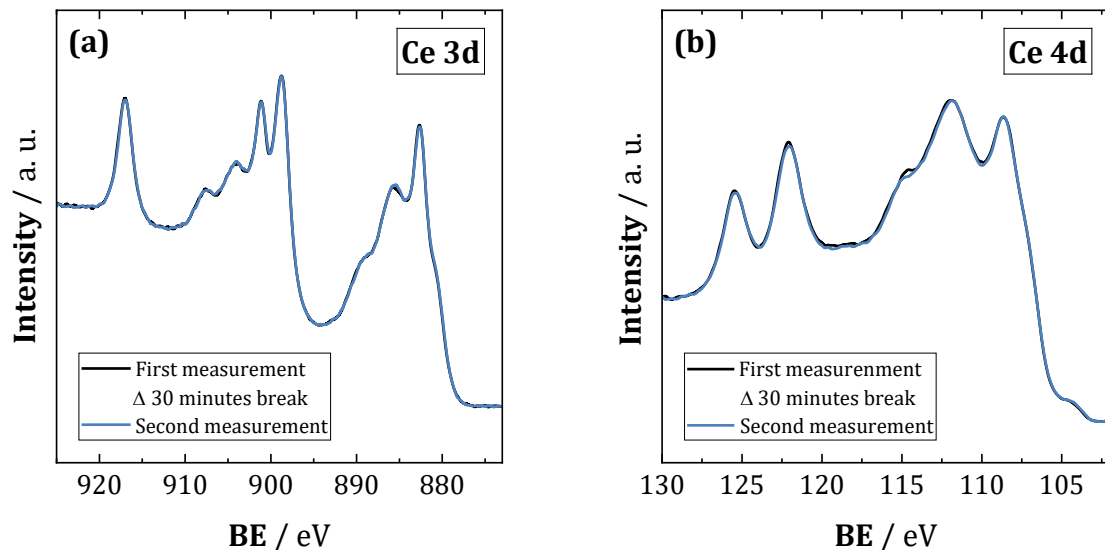 (a)
Ce 3d
Intensity / a. u.
First measurement
Δ 30 minutes break
Second measurement
920 910 900 890 880
BE / eV
(b)
Ce 4d
Intensity / a. u.
First measurenment
Δ 30 minutes break
Second measurement
130 125 120 115 110 105
BE / eV